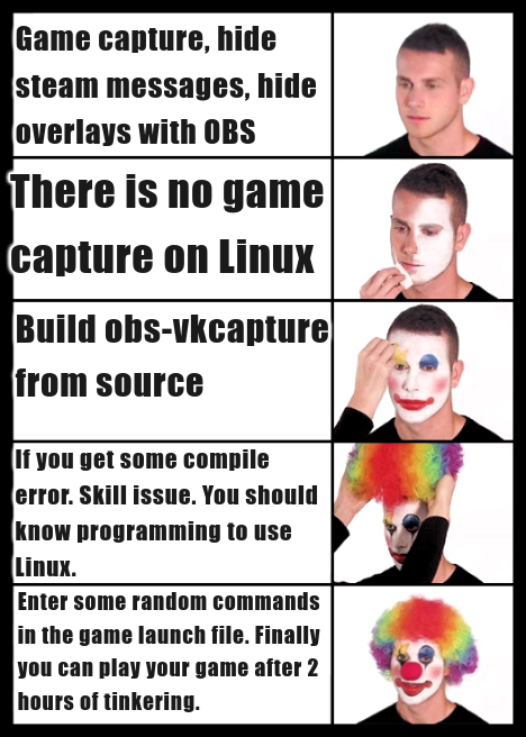 Game capture, hide
steam messages, hide
overlays with OBS
There is no game
capture on Linux
Build obs-vkcapture
from source
If you get some compile
error. Skill issue. You should
know programming to use
Linux.
Enter some random commands
in the game launch file. Finally
you can play your game after 2
hours of tinkering.